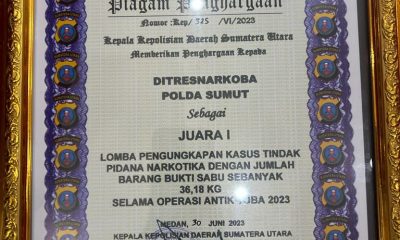 Piagam Penghargaan
Nomor :Kep/ 325 /VI/2023
Kepala Kepolisian Daerah Sumatera Utara
Memberikan Penghargaan Kepada
DITRESNARKOBA
POLDA SUMUT
Sebagai
JUARA I
LOMBA PENGUNGKAPAN KASUS TINDAK
PIDANA NARKOTIKA DENGAN JUMLAH
BARANG BUKTI SABU SEBANYAK
36,18 KG
SELAMA OPERASI ANTIK TOBA 2023
MEDAN, 30 JUNI 2023
KEPALA KEPOLISIAN DAERAH SUMATERA UTARA